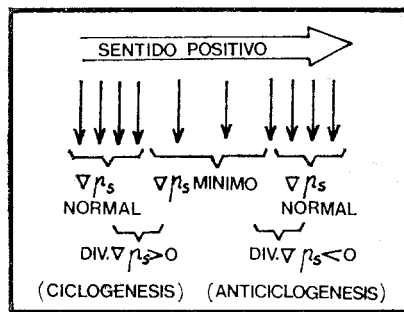 SENTIDO POSITIVO
∇ps ∇ps MINIMO ∇ps
NORMAL NORMAL
DIV. ∇ps>0 DIV. ∇ps<0
(CICLOGENESIS) (ANTICICLOGENESIS)